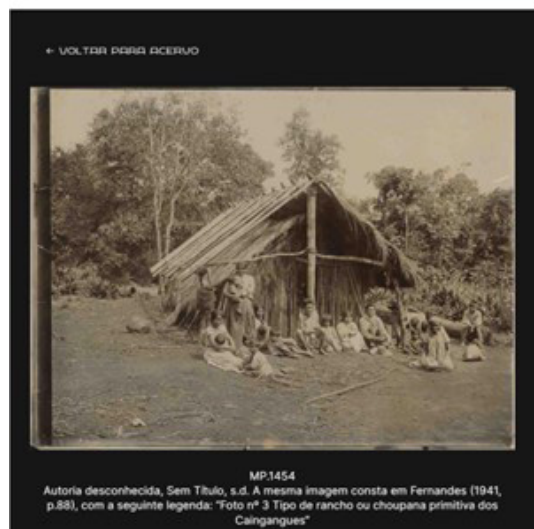 ← VOLTAR PARA ACERVO
MP.1454
Autoria desconhecida, Sem Título, s.d. A mesma imagem consta em Fernandes (1941,
p.88), com a seguinte legenda: "Foto nº 3 Tipo de rancho ou choupana primitiva dos
Caingangues"